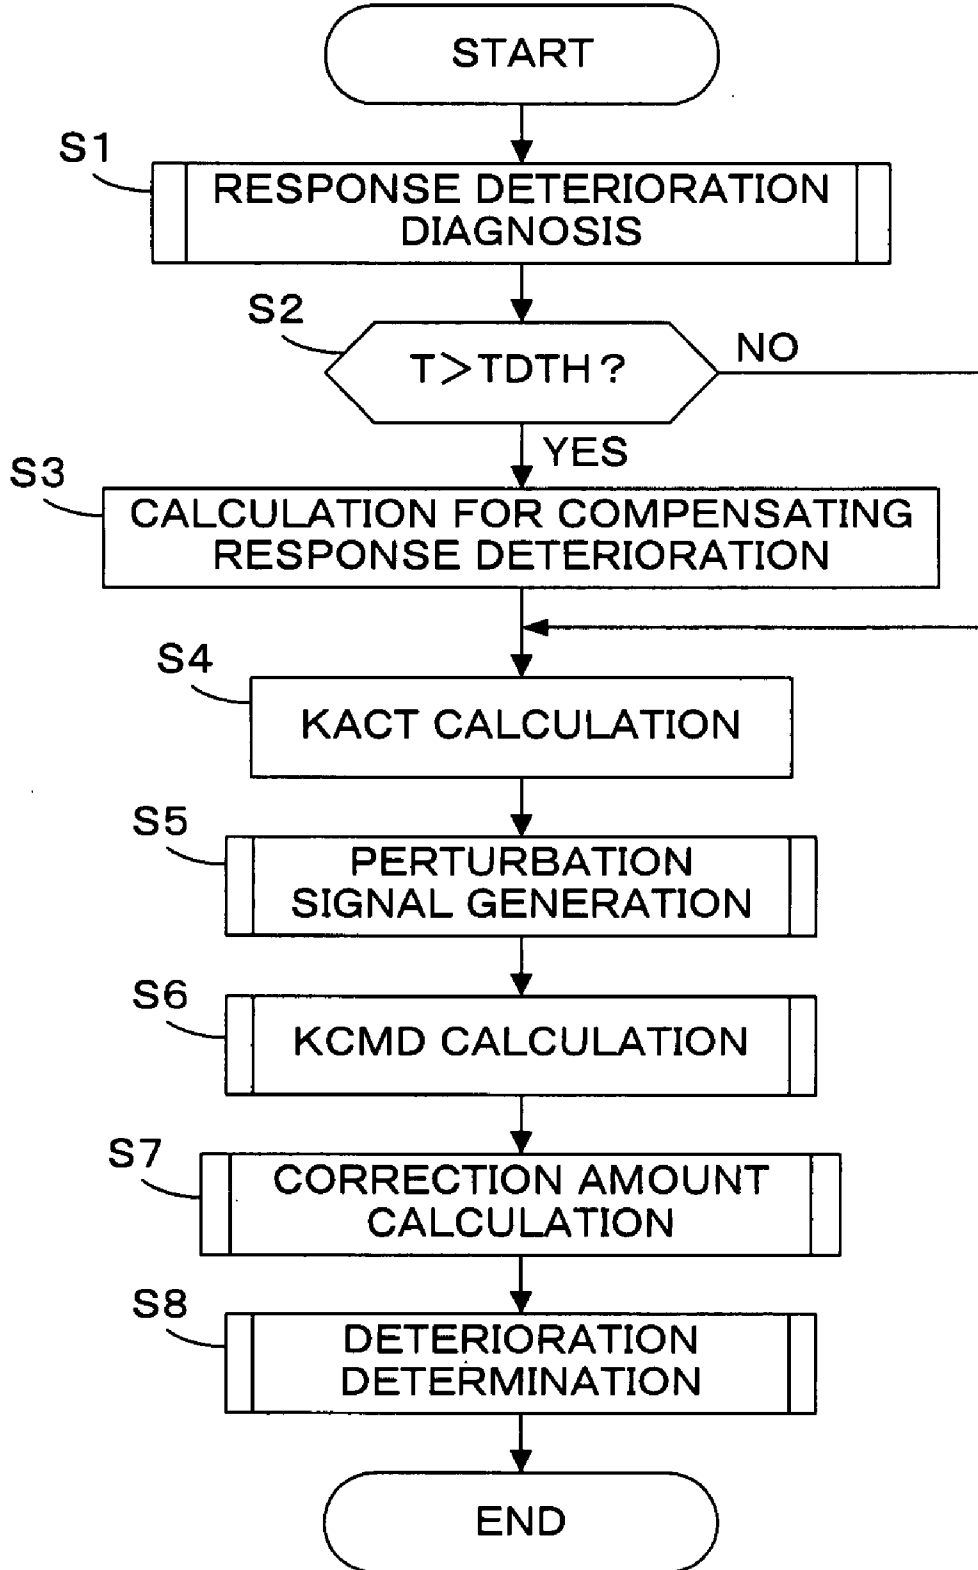 START
S1
RESPONSE DETERIORATION
DIAGNOSIS
S2
T>TDTH?
NO
YES
S3
CALCULATION FOR COMPENSATING
RESPONSE DETERIORATION
S4
KACT CALCULATION
S5
PERTURBATION
SIGNAL GENERATION
S6
KCMD CALCULATION
S7
CORRECTION AMOUNT
CALCULATION
S8
DETERIORATION
DETERMINATION
END